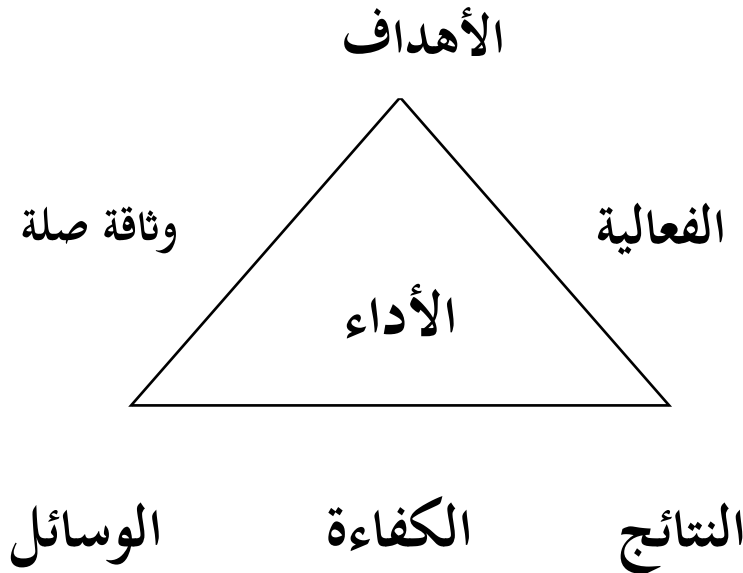 الأهداف
الفعالية
وثاقة صلة
الأداء
النتائج
الكفاءة
الوسائل